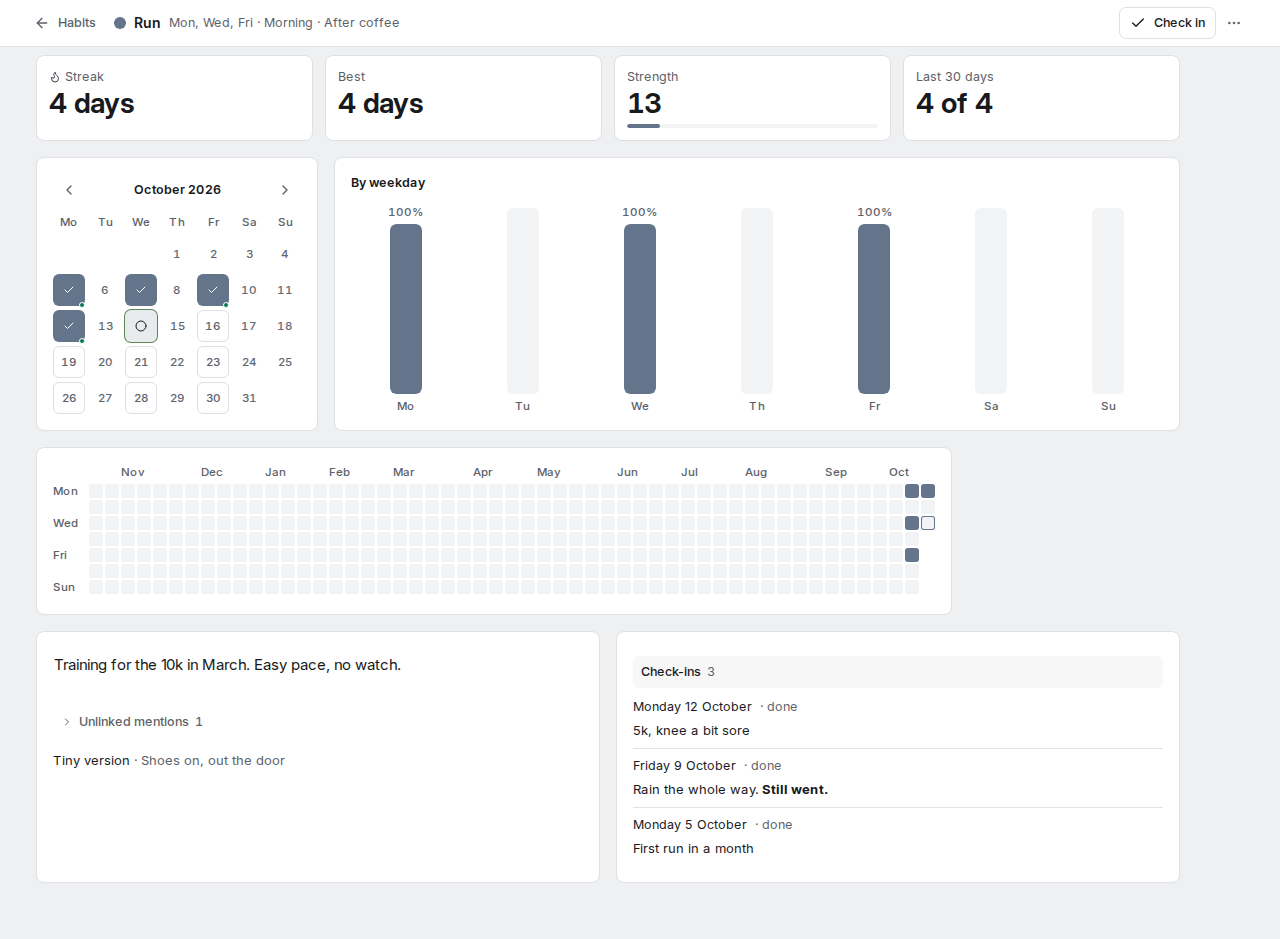 Habits Run Mon, Wed, Fri · Morning · After coffee Check in
Streak Best Strength Last 30 days
4 days 4 days 13 4 of 4
October 2026
By weekday
Mo Tu We Th Fr Sa Su
100% 100% 100%
1 2 3 4
6 8 10 11
13 15 16 17 18
19 20 21 22 23 24 25
26 27 28 29 30 31
Mo Tu We Th Fr Sa Su
Nov Dec Jan Feb Mar Apr May Jun Jul Aug Sep Oct
Mon
Wed
Fri
Sun
Training for the 10k in March. Easy pace, no watch.
Unlinked mentions 1
Tiny version · Shoes on, out the door
Check-ins 3
Monday 12 October · done
5k, knee a bit sore
Friday 9 October · done
Rain the whole way. Still went.
Monday 5 October · done
First run in a month